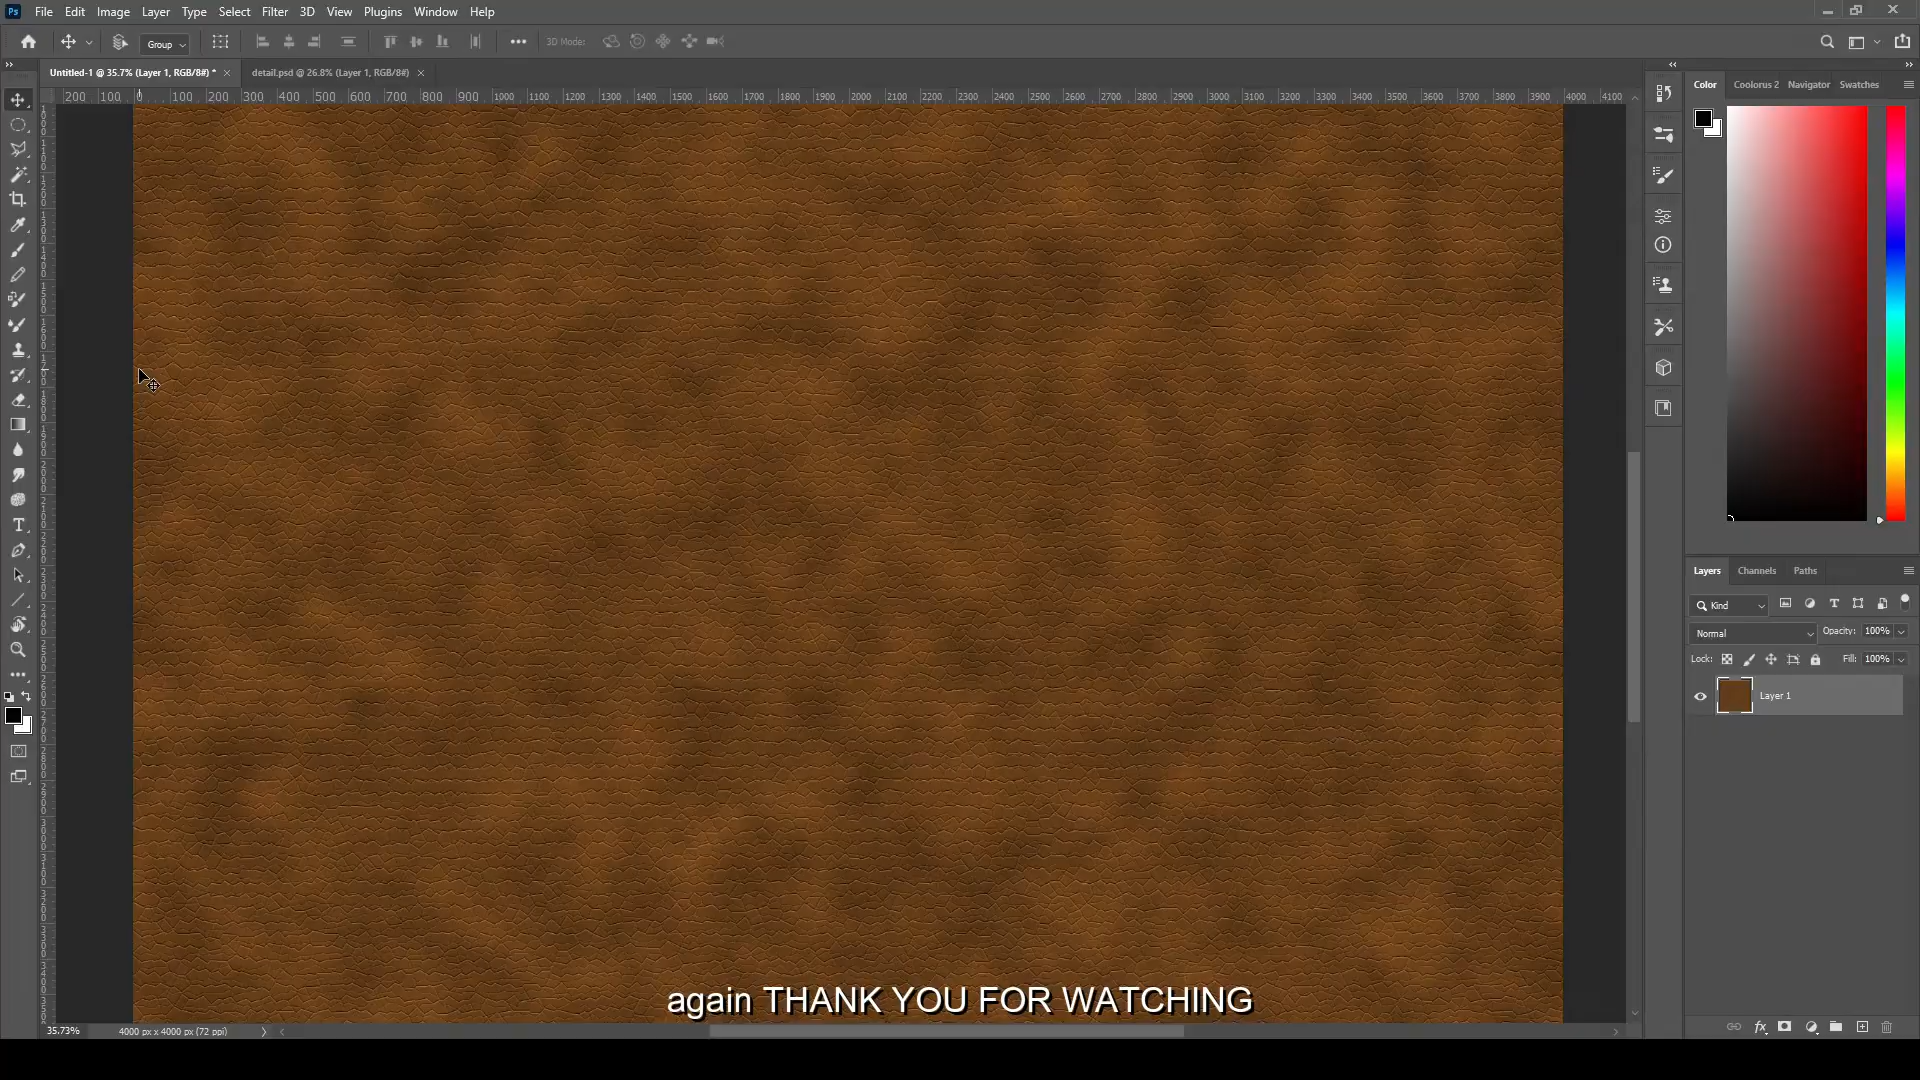 Ps File Edit Image Layer Type Select Filter 3D View Plugins Window Help
Group 3D Mode:
Untitled-1 @ 35.7% (Layer 1, RGB/8#) * detail.psd @ 26.8% (Layer 1, RGB/8#)
200 100 0 100 200 300 400 500 600 700 800 900 1000 1100 1200 1300 1400 1500 1600 1700 1800 1900 2000 2100 2200 2300 2400 2500 2600 2700 2800 2900 3000 3100 3200 3300 3400 3500 3600 3700 3800 3900 4000 4100
Color Coolorus 2 Navigator Swatches
Layers Channels Paths
Kind
Normal Opacity: 100%
Lock: Fill: 100%
Layer 1
again THANK YOU FOR WATCHING
35.73% 4000 px x 4000 px (72 ppi)